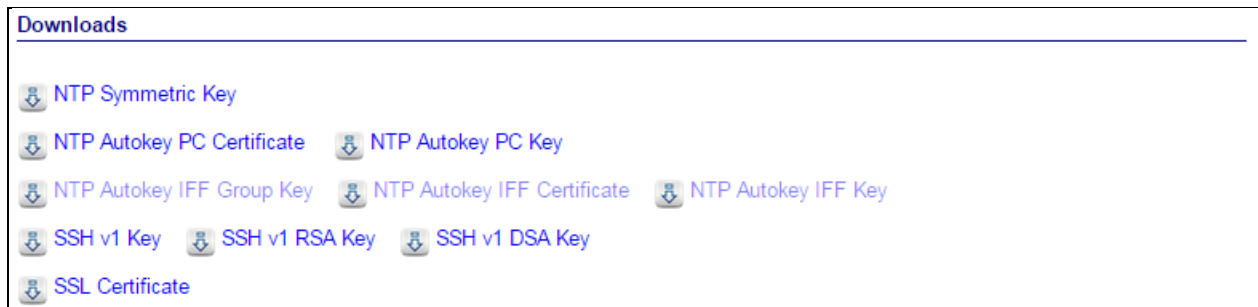 Downloads
NTP Symmetric Key
NTP Autokey PC Certificate NTP Autokey PC Key
NTP Autokey IFF Group Key NTP Autokey IFF Certificate NTP Autokey IFF Key
SSH v1 Key SSH v1 RSA Key SSH v1 DSA Key
SSL Certificate